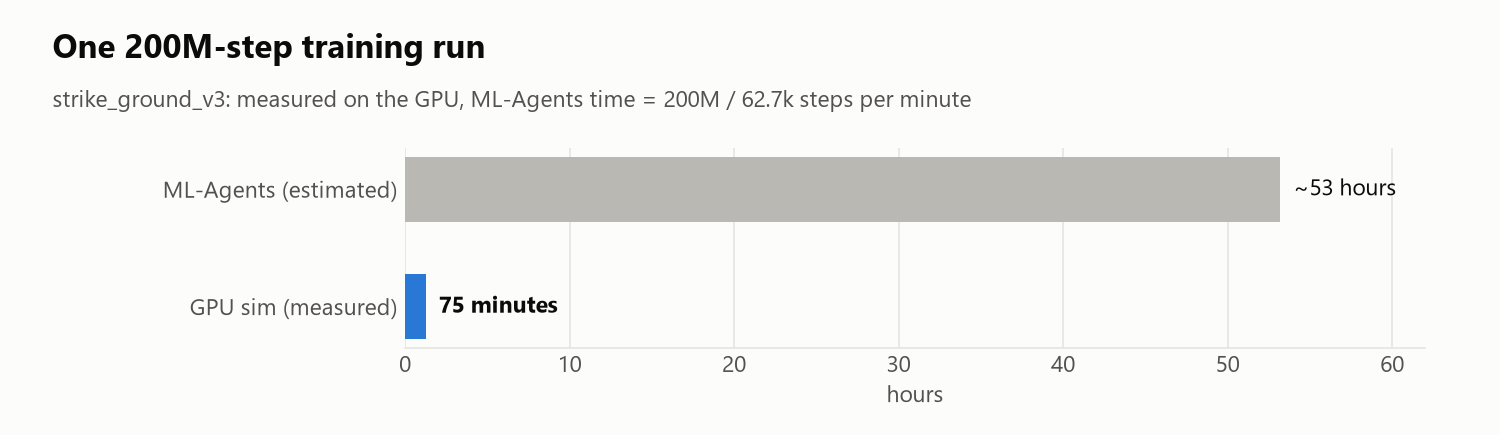 One 200M-step training run
strike_ground_v3: measured on the GPU, ML-Agents time = 200M / 62.7k steps per minute
ML-Agents (estimated)
~53 hours
GPU sim (measured)
75 minutes
0 10 20 30 40 50 60
hours